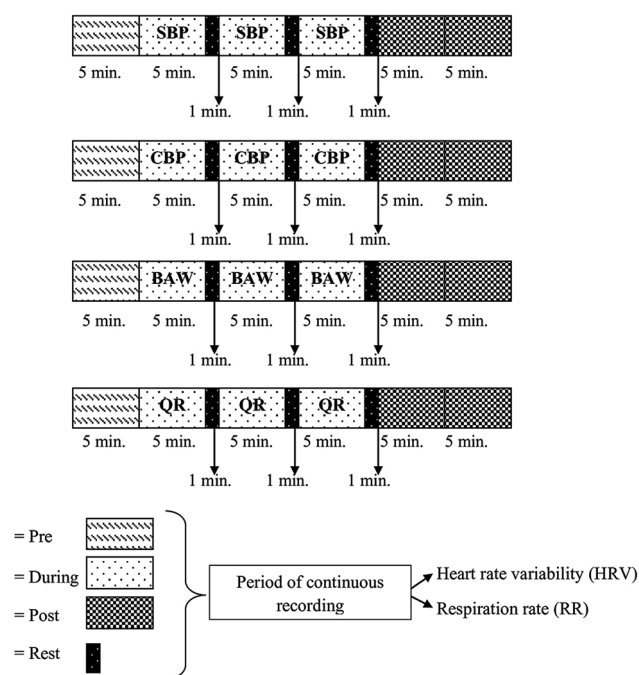 SBP SBP SBP
5 min. 5 min. 5 min. 5 min. 5 min. 5 min.
1 min. 1 min. 1 min.
CBP CBP CBP
5 min. 5 min. 5 min. 5 min. 5 min. 5 min.
1 min. 1 min. 1 min.
BAW BAW BAW
5 min. 5 min. 5 min. 5 min. 5 min. 5 min.
1 min. 1 min. 1 min.
QR QR QR
5 min. 5 min. 5 min. 5 min. 5 min. 5 min.
1 min. 1 min. 1 min.
= Pre
= During
= Post
= Rest
Period of continuous
recording
Heart rate variability (HRV)
Respiration rate (RR)